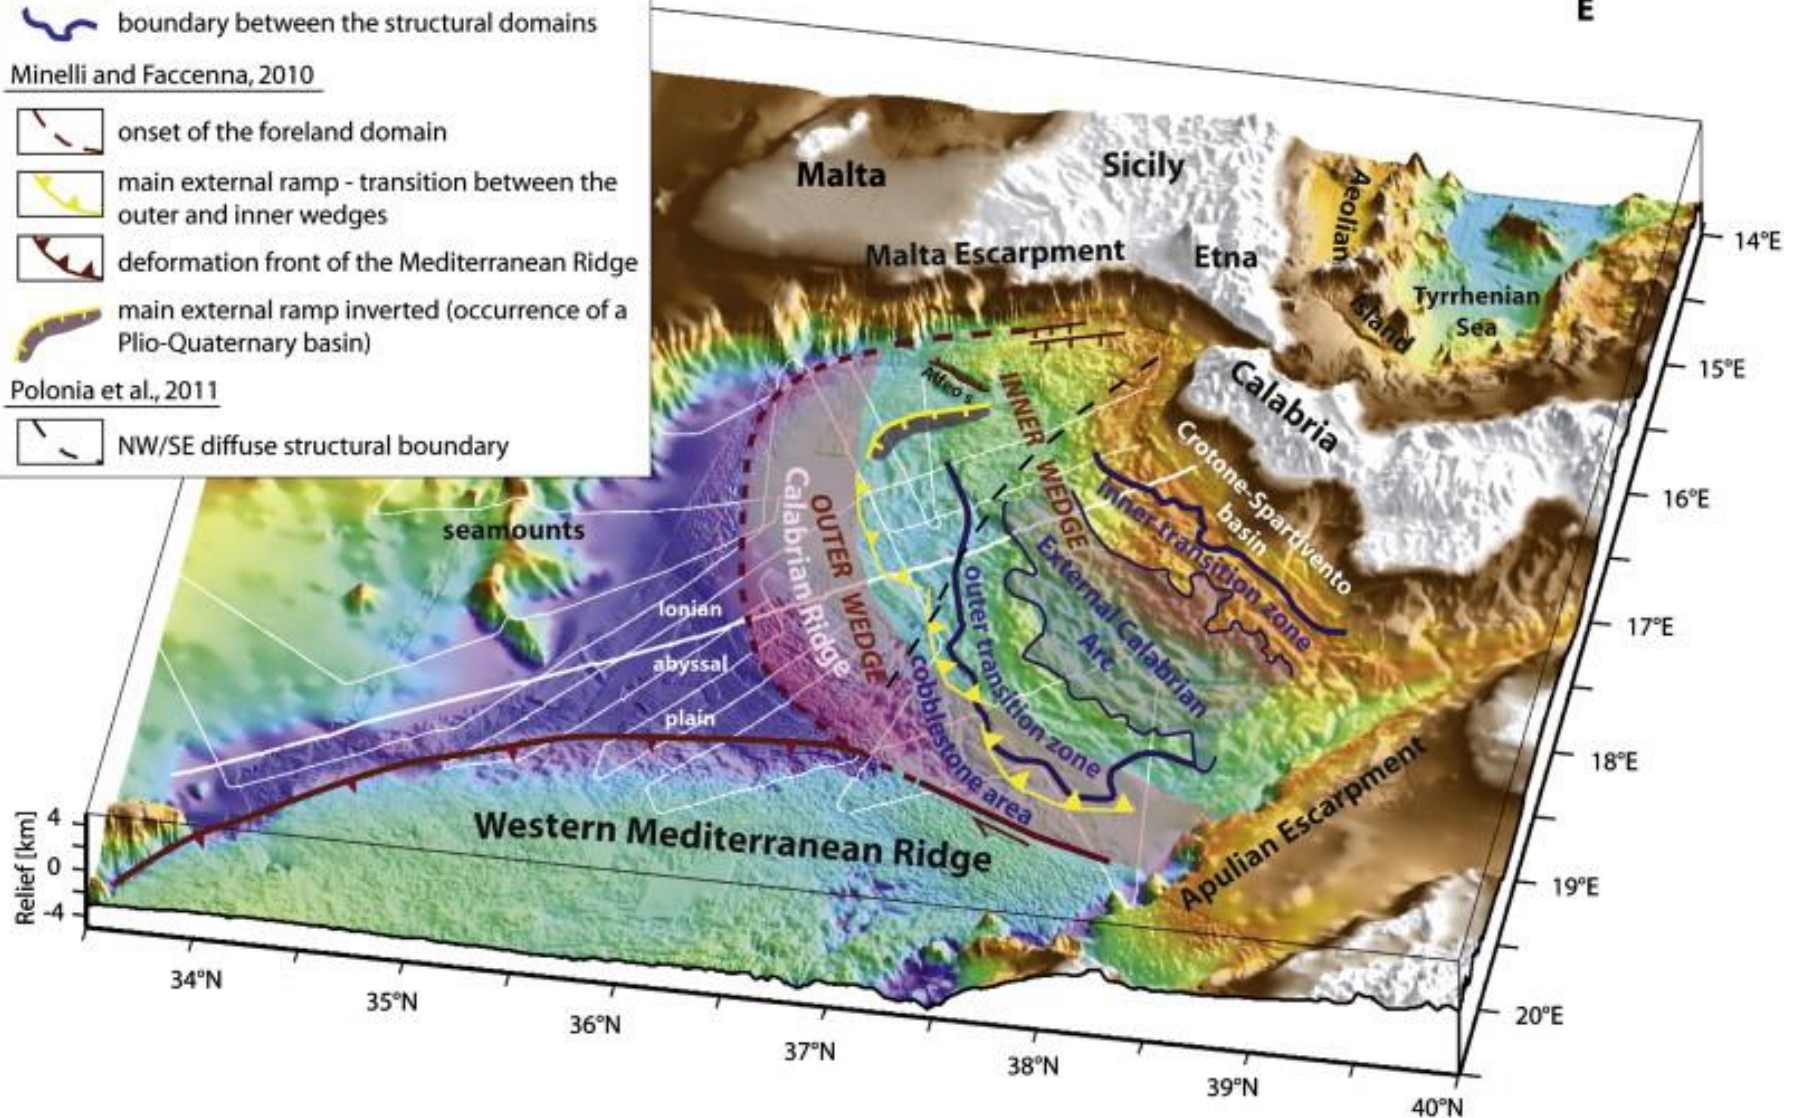 E
boundary between the structural domains
Minelli and Faccenna, 2010
onset of the foreland domain
main external ramp - transition between the
outer and inner wedges
deformation front of the Mediterranean Ridge
main external ramp inverted (occurrence of a
Plio-Quaternary basin)
Polonia et al., 2011
NW/SE diffuse structural boundary
Malta
Sicily
Malta Escarpment
Etna
Aeolian
Island
Tyrrhenian
Sea
Calabria
Alfeo s
INNER
WEDGE
Crotone-Spartivento
basin
Inner transition zone
External Calabrian
Arc
outer transition zone
cobblestone area
OUTER WEDGE
Calabrian Ridge
seamounts
Ionian
abyssal
plain
Western Mediterranean Ridge
Apulian Escarpment
Relief [km]
4
0
-4
34°N
35°N
36°N
37°N
38°N
39°N
40°N
14°E
15°E
16°E
17°E
18°E
19°E
20°E